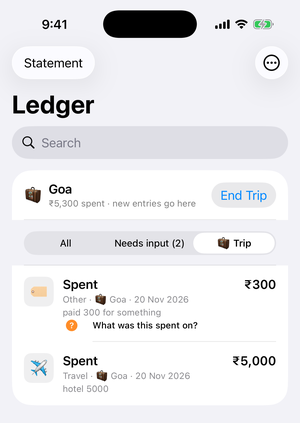 9:41
Statement
Ledger
Search
Goa
₹5,300 spent · new entries go here
End Trip
All
Needs input (2)
Trip
Spent
₹300
Other · Goa · 20 Nov 2026
paid 300 for something
? What was this spent on?
Spent
₹5,000
Travel · Goa · 20 Nov 2026
hotel 5000